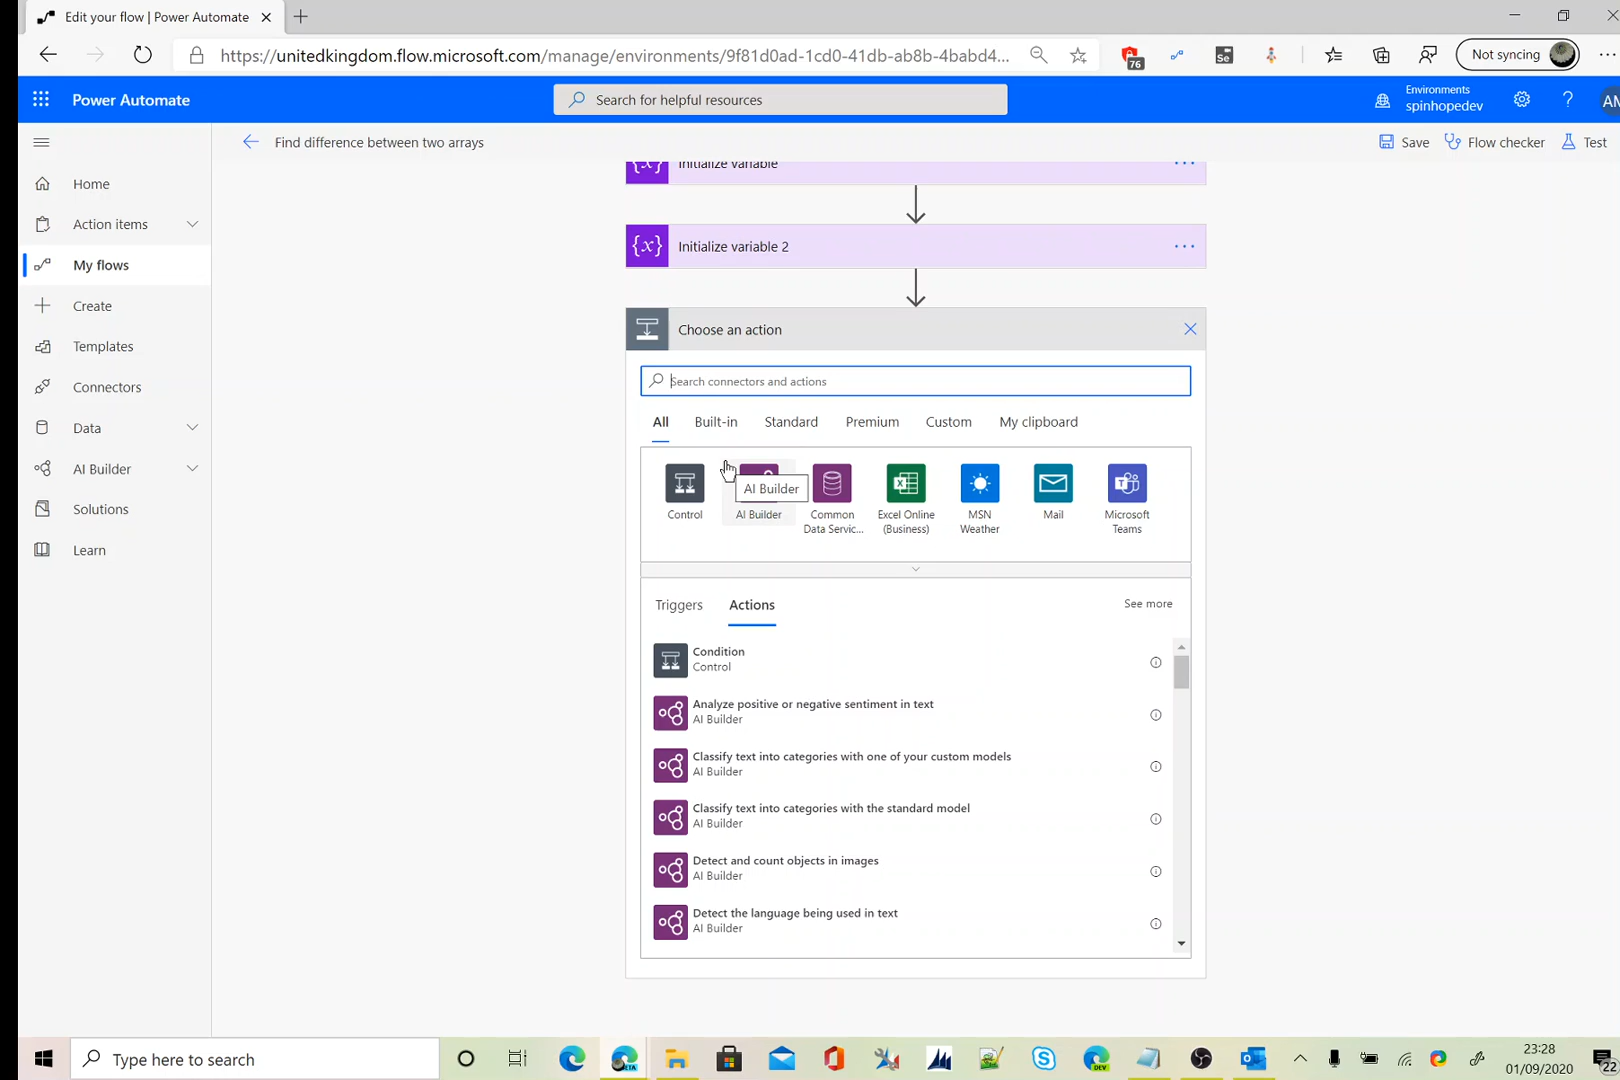 Edit your flow | Power Automate
https://unitedkingdom.flow.microsoft.com/manage/environments/9f81d0ad-1cd0-41db-ab8b-4babd4...
76
Se
Not syncing
Power Automate
Search for helpful resources
Environments
spinhopedev
?
AN
Find difference between two arrays
Save
Flow checker
Test
Home
Action items
My flows
Create
Templates
Connectors
Data
AI Builder
Solutions
Learn
{x}
Initialize variable
{x}
Initialize variable 2
Choose an action
Search connectors and actions
All
Built-in
Standard
Premium
Custom
My clipboard
AI Builder
Control
AI Builder
Common
Data Servic...
Excel Online
(Business)
MSN
Weather
Mail
Microsoft
Teams
Triggers
Actions
See more
Condition
Control
Analyze positive or negative sentiment in text
AI Builder
Classify text into categories with one of your custom models
AI Builder
Classify text into categories with the standard model
AI Builder
Detect and count objects in images
AI Builder
Detect the language being used in text
AI Builder
Type here to search
BETA
DEV
23:28
01/09/2020
22